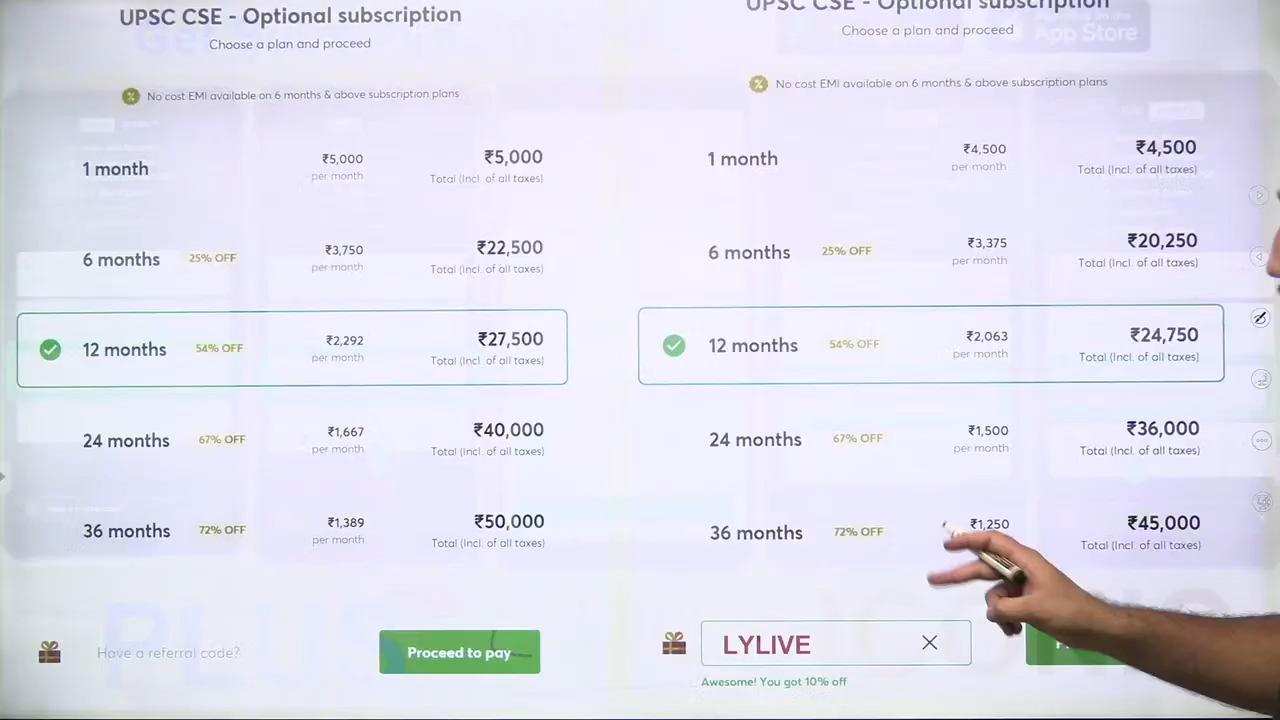 UPSC CSE - Optional subscription
Choose a plan and proceed
No cost EMI available on 6 months & above subscription plans
1 month
₹5,000
per month
₹5,000
Total (Incl. of all taxes)
6 months
25% OFF
₹3,750
per month
₹22,500
Total (Incl. of all taxes)
12 months
54% OFF
₹2,292
per month
₹27,500
Total (Incl. of all taxes)
24 months
67% OFF
₹1,667
per month
₹40,000
Total (Incl. of all taxes)
36 months
72% OFF
₹1,389
per month
₹50,000
Total (Incl. of all taxes)
Have a referral code?
Proceed to pay
UPSC CSE - Optional subscription
App Store
Choose a plan and proceed
No cost EMI available on 6 months & above subscription plans
1 month
₹4,500
per month
₹4,500
Total (Incl. of all taxes)
6 months
25% OFF
₹3,375
per month
₹20,250
Total (Incl. of all taxes)
12 months
54% OFF
₹2,063
per month
₹24,750
Total (Incl. of all taxes)
24 months
67% OFF
₹1,500
per month
₹36,000
Total (Incl. of all taxes)
36 months
72% OFF
₹1,250
₹45,000
Total (Incl. of all taxes)
LYLIVE
Awesome! You got 10% off
PLUS